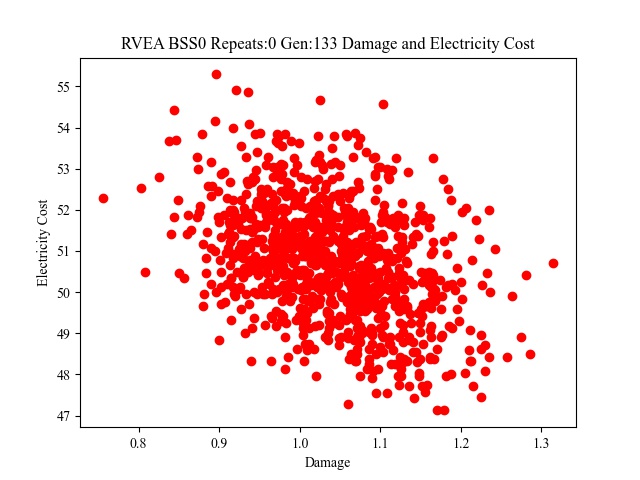 RVEA BSS0 Repeats:0 Gen:133 Damage and Electricity Cost
55
54
53
52
51
50
49
48
47
Electricity Cost
0.8 0.9 1.0 1.1 1.2 1.3
Damage